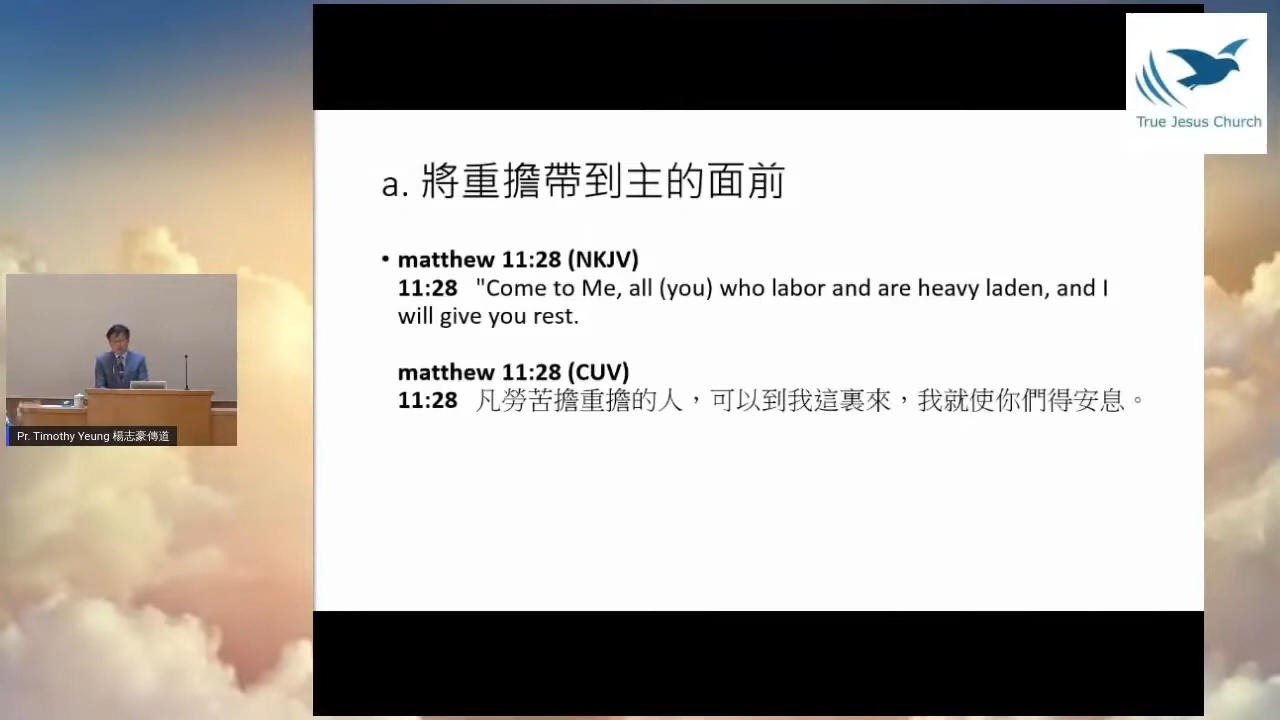 True Jesus Church
a. 將重擔帶到主的面前
• matthew 11:28 (NKJV)
11:28 "Come to Me, all (you) who labor and are heavy laden, and I
will give you rest.
matthew 11:28 (CUV)
11:28 凡勞苦擔重擔的人，可以到我這裏來，我就使你們得安息。
Pr. Timothy Yeung 楊志豪傳道